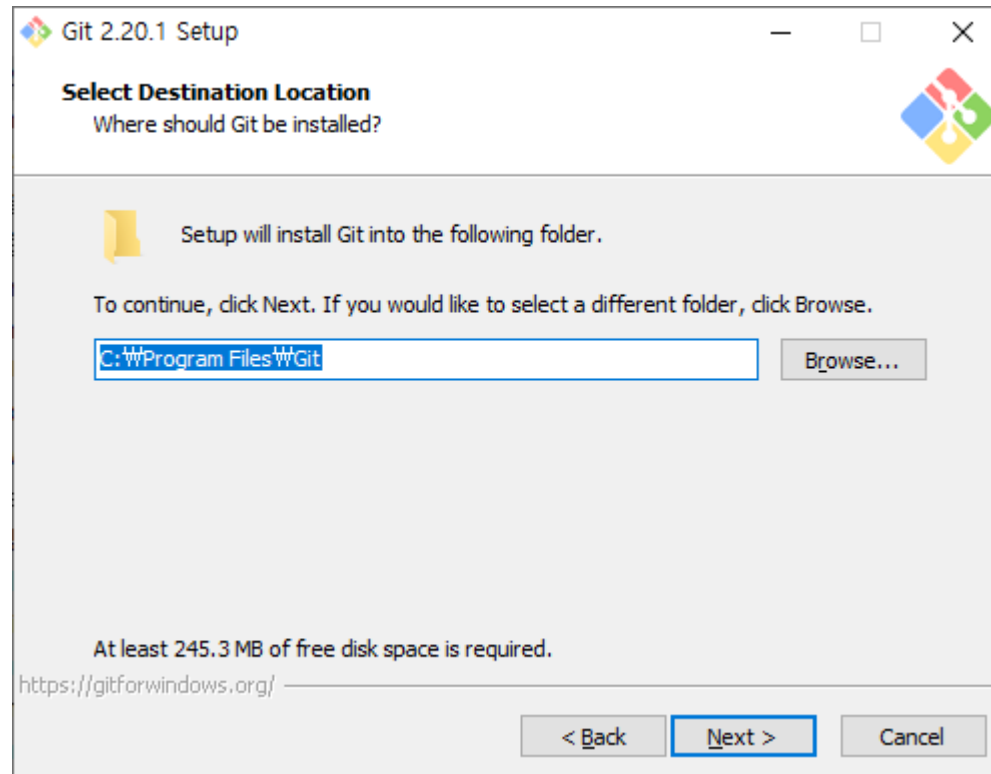 Git 2.20.1 Setup
Select Destination Location
Where should Git be installed?
Setup will install Git into the following folder.
To continue, click Next. If you would like to select a different folder, click Browse.
C:₩Program Files₩Git
Browse...
At least 245.3 MB of free disk space is required.
https://gitforwindows.org/
< Back
Next >
Cancel